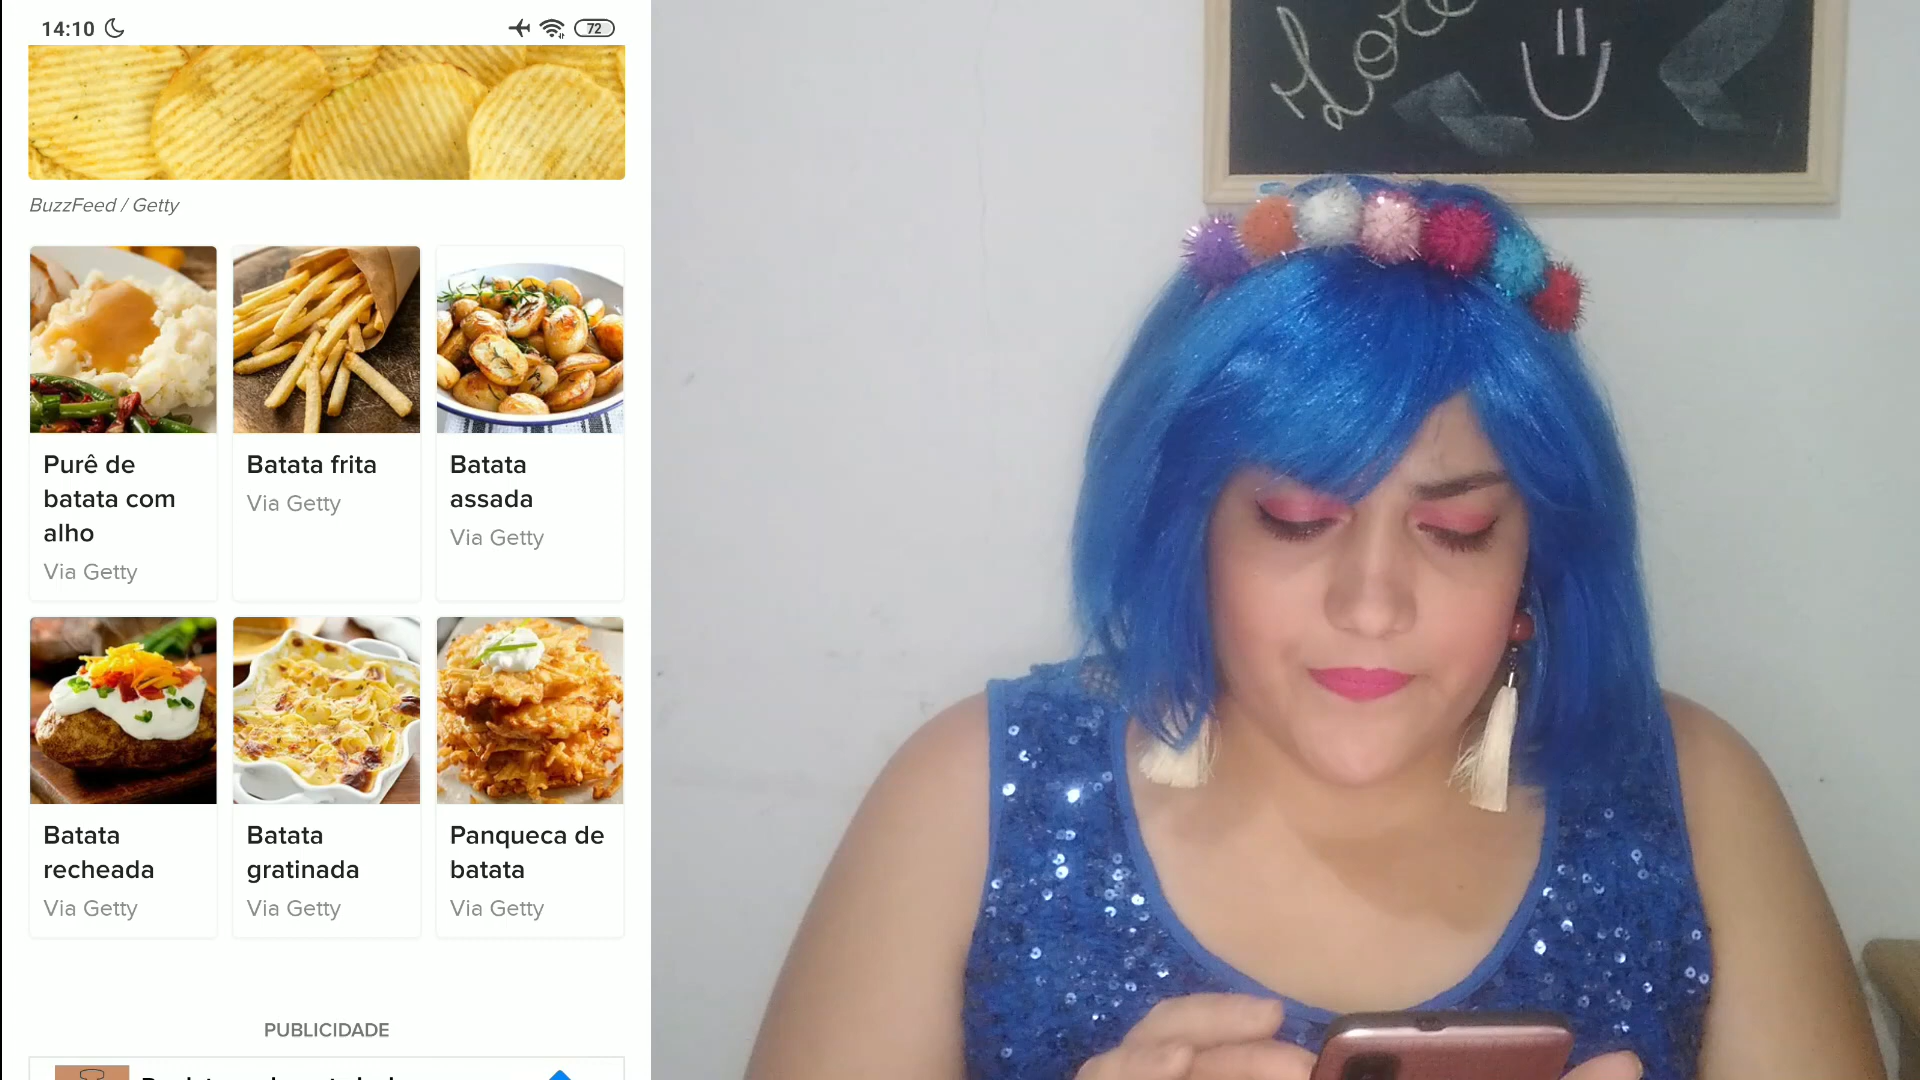 14:10
72
BuzzFeed / Getty
Purê de
batata com
alho
Via Getty
Batata frita
Via Getty
Batata
assada
Via Getty
Batata
recheada
Via Getty
Batata
gratinada
Via Getty
Panqueca de
batata
Via Getty
PUBLICIDADE
Love